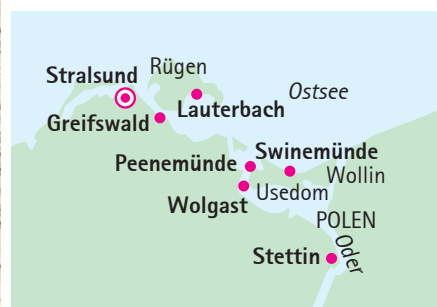 Rügen
Stralsund
Ostsee
Lauterbach
Greifswald
Swinemünde
Peenemünde
Wollin
Usedom
Wolgast
POLEN
Oder
Stettin